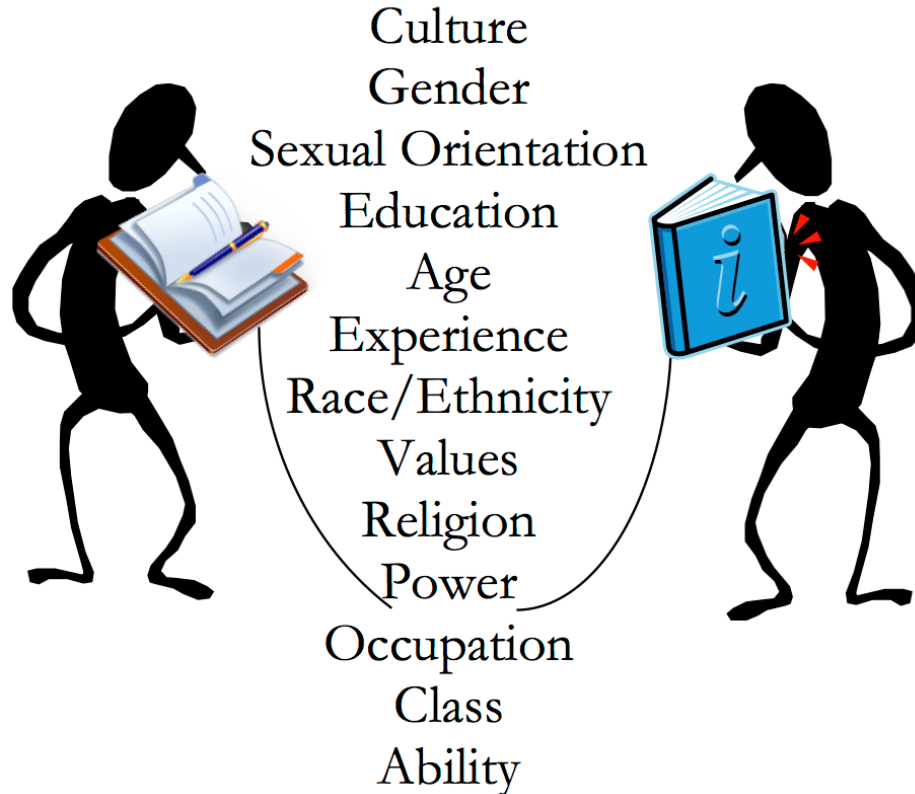 Culture
Gender
Sexual Orientation
Education
Age
Experience
Race/Ethnicity
Values
Religion
Power
Occupation
Class
Ability
i